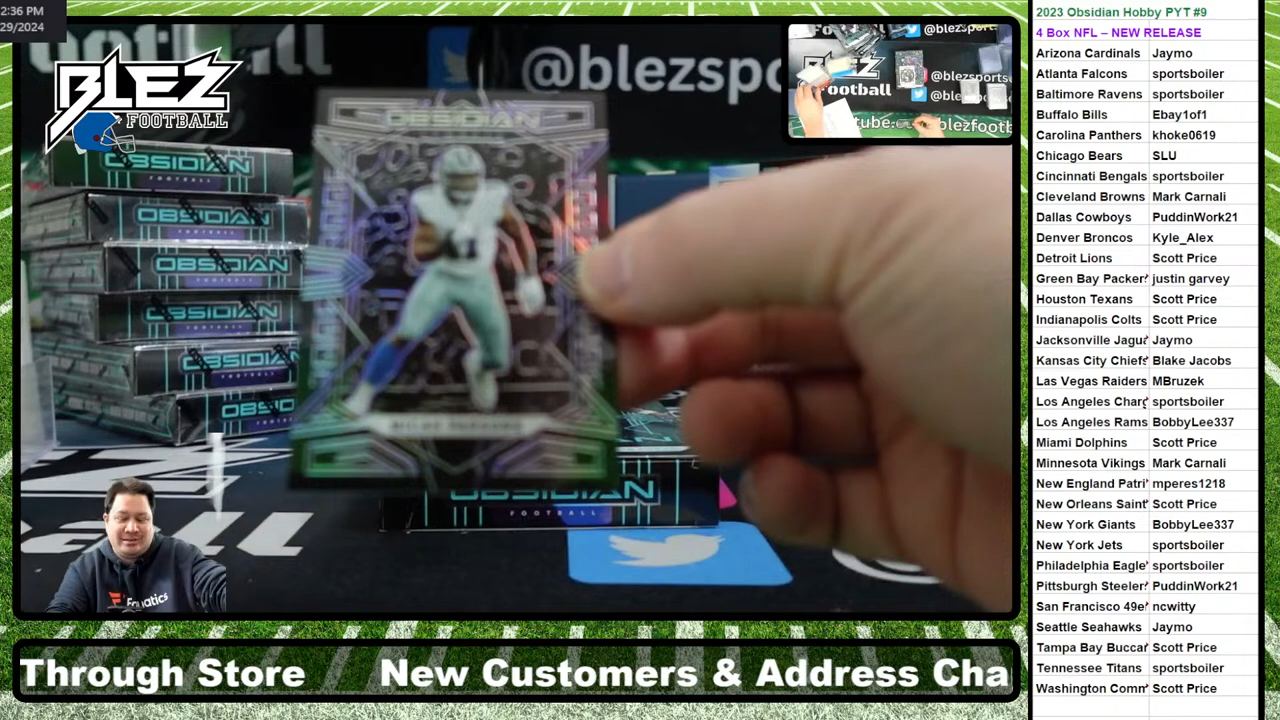 2:36 PM
29/2024
BLEZ
FOOTBALL
@blezspo
OBSIDIAN
FOOTBALL
OBSIDIAN
OBSIDIAN
FOOTBALL
OBSIDIAN
FOOTBALL
OBSIDIAN
FOOTBALL
OBSID
OBSIDIAN
OBSIDIAN
FOOTBALL
Fanatics
@blezsports
@blezsports
Football
@blez
tube.c
blezfootb
Through Store New Customers & Address Cha
2023 Obsidian Hobby PYT #9
4 Box NFL – NEW RELEASE
Arizona Cardinals Jaymo
Atlanta Falcons sportsboiler
Baltimore Ravens sportsboiler
Buffalo Bills Ebay1of1
Carolina Panthers khoke0619
Chicago Bears SLU
Cincinnati Bengals sportsboiler
Cleveland Browns Mark Carnali
Dallas Cowboys PuddinWork21
Denver Broncos Kyle_Alex
Detroit Lions Scott Price
Green Bay Packer justin garvey
Houston Texans Scott Price
Indianapolis Colts Scott Price
Jacksonville Jagua Jaymo
Kansas City Chiefs Blake Jacobs
Las Vegas Raiders MBruzek
Los Angeles Charg sportsboiler
Los Angeles Rams BobbyLee337
Miami Dolphins Scott Price
Minnesota Vikings Mark Carnali
New England Patri mperes1218
New Orleans Saint Scott Price
New York Giants BobbyLee337
New York Jets sportsboiler
Philadelphia Eagle sportsboiler
Pittsburgh Steeler PuddinWork21
San Francisco 49e ncwitty
Seattle Seahawks Jaymo
Tampa Bay Buccar Scott Price
Tennessee Titans sportsboiler
Washington Comm Scott Price